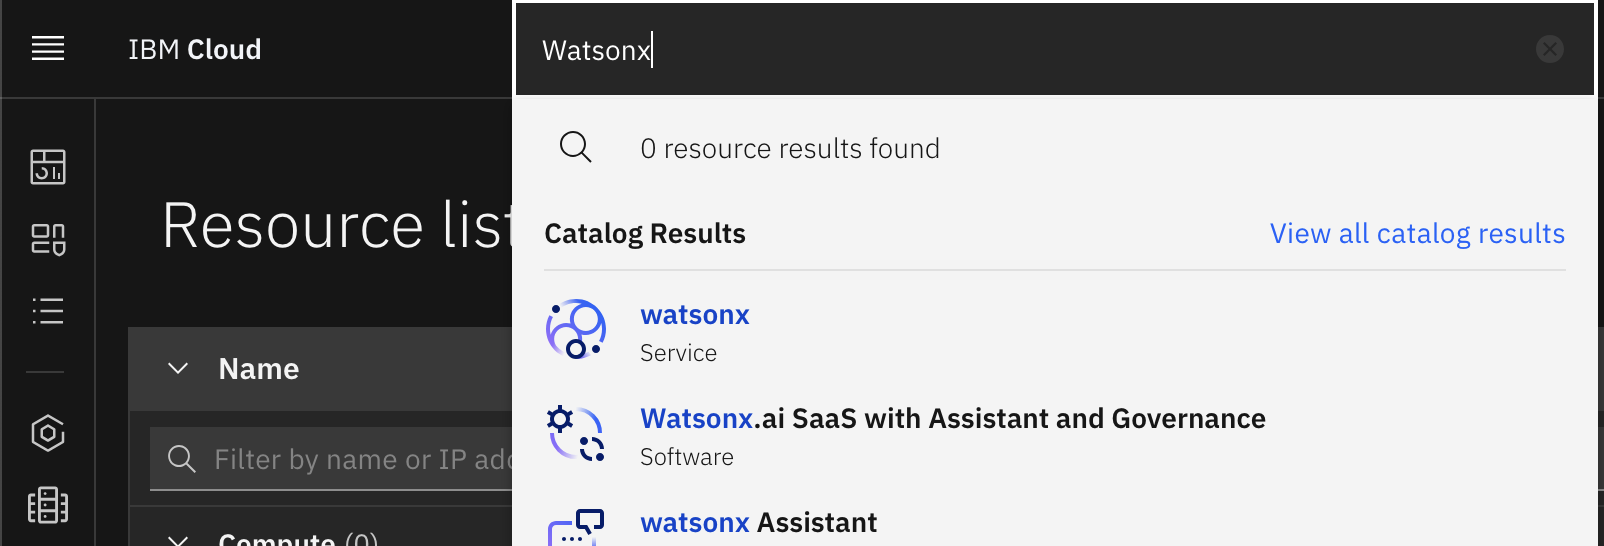 IBM Cloud
Watsonx
0 resource results found
Resource list
Catalog Results
View all catalog results
watsonx
Service
Name
Watsonx.ai SaaS with Assistant and Governance
Software
Filter by name or IP
watsonx Assistant
Compute (0)